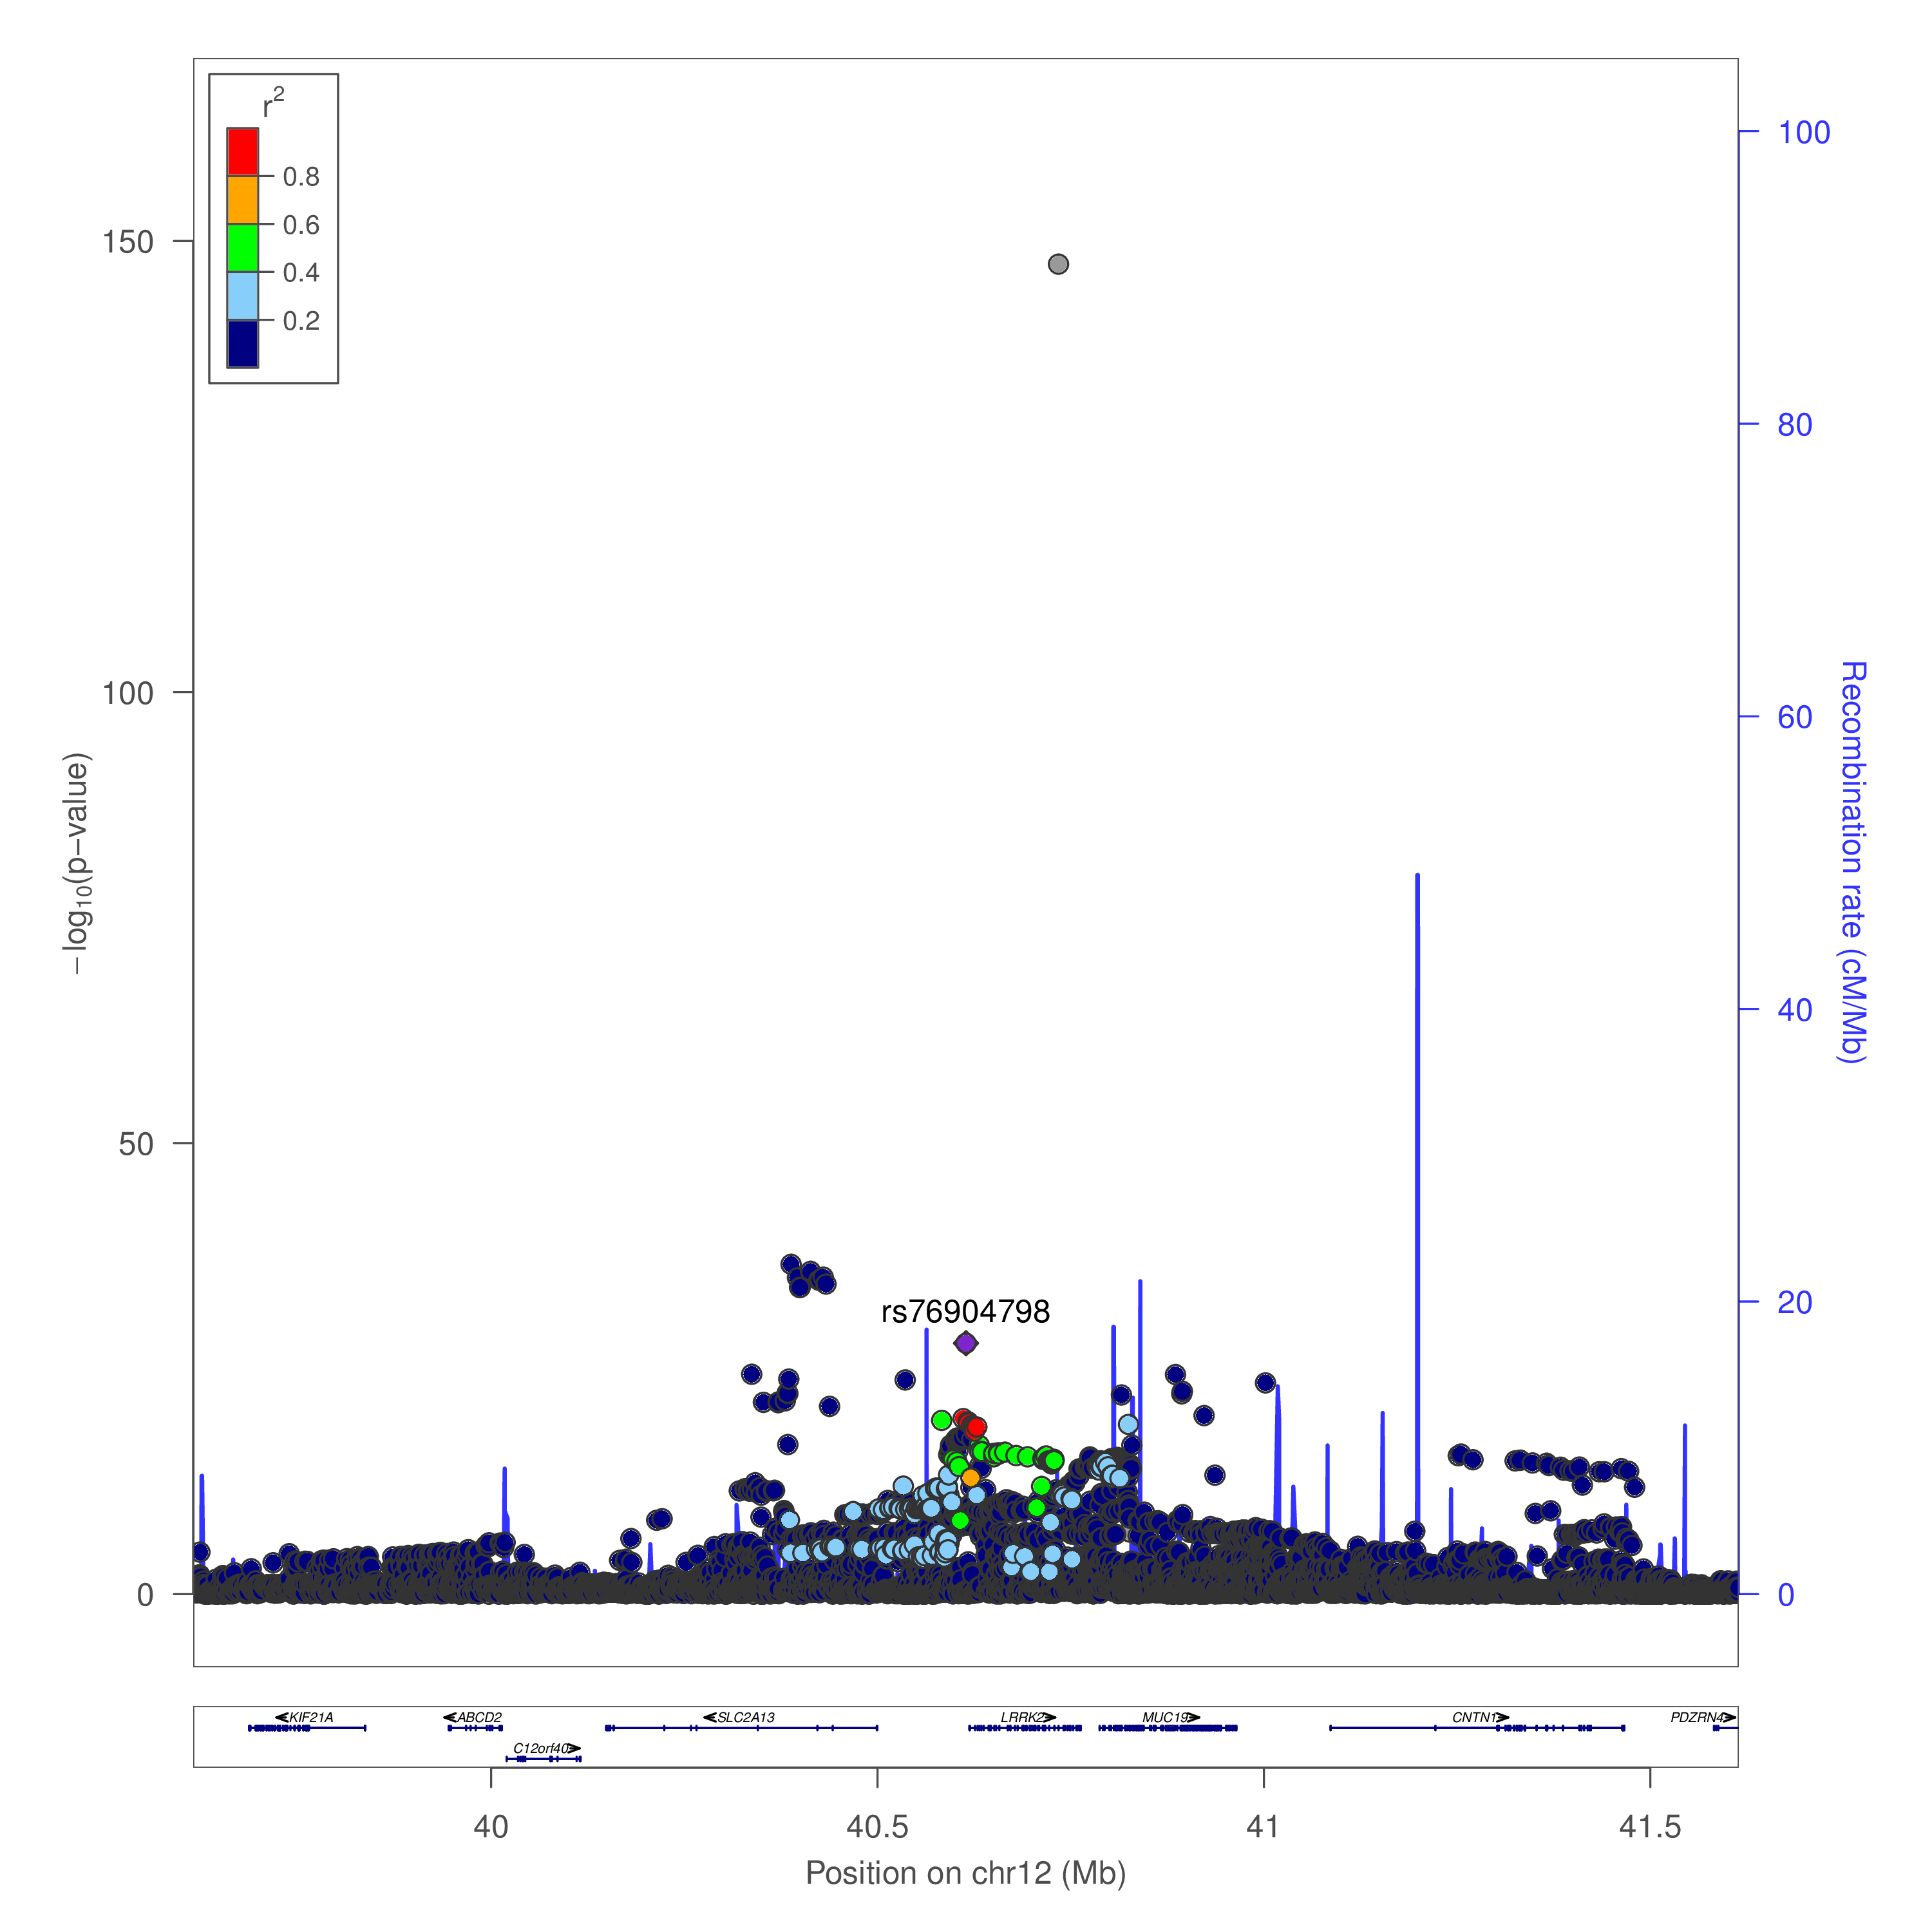 r2
0.8
0.6
0.4
0.2
150
100
50
0
−log10(p−value)
100
80
60
40
20
0
Recombination rate (cM/Mb)
rs76904798
KIF21A
ABCD2
SLC2A13
LRRK2
MUC19
CNTN1
PDZRN4
C12orf40
40
40.5
41
41.5
Position on chr12 (Mb)